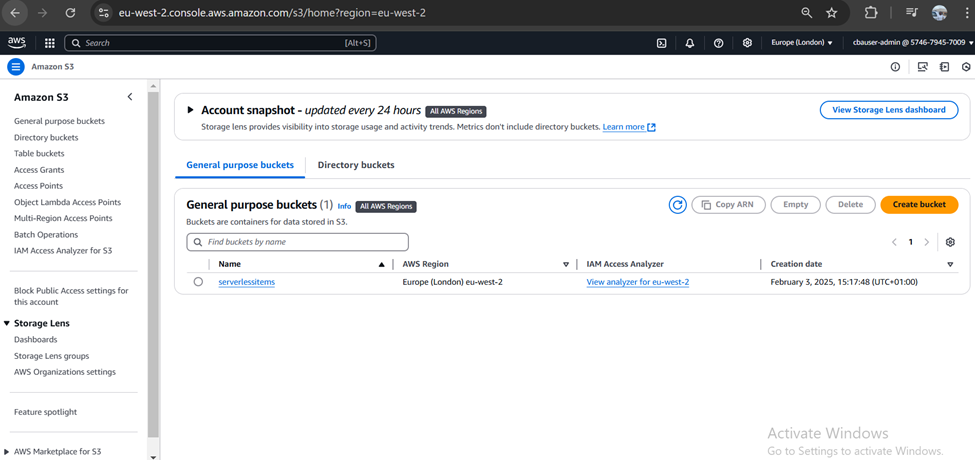 eu-west-2.console.aws.amazon.com/s3/home?region=eu-west-2
aws
Search
[Alt+S]
Europe (London)
cbauser-admin @ 5746-7945-7009
Amazon S3
Amazon S3
General purpose buckets
Directory buckets
Table buckets
Access Grants
Access Points
Object Lambda Access Points
Multi-Region Access Points
Batch Operations
IAM Access Analyzer for S3
Block Public Access settings for
this account
Storage Lens
Dashboards
Storage Lens groups
AWS Organizations settings
Feature spotlight
AWS Marketplace for S3
Account snapshot - updated every 24 hours All AWS Regions
View Storage Lens dashboard
Storage lens provides visibility into storage usage and activity trends. Metrics don't include directory buckets. Learn more
General purpose buckets
Directory buckets
General purpose buckets (1) Info All AWS Regions
Copy ARN
Empty
Delete
Create bucket
Buckets are containers for data stored in S3.
Find buckets by name
1
Name
AWS Region
IAM Access Analyzer
Creation date
serverlessitems
Europe (London) eu-west-2
View analyzer for eu-west-2
February 3, 2025, 15:17:48 (UTC+01:00)
Activate Windows
Go to Settings to activate Windows.